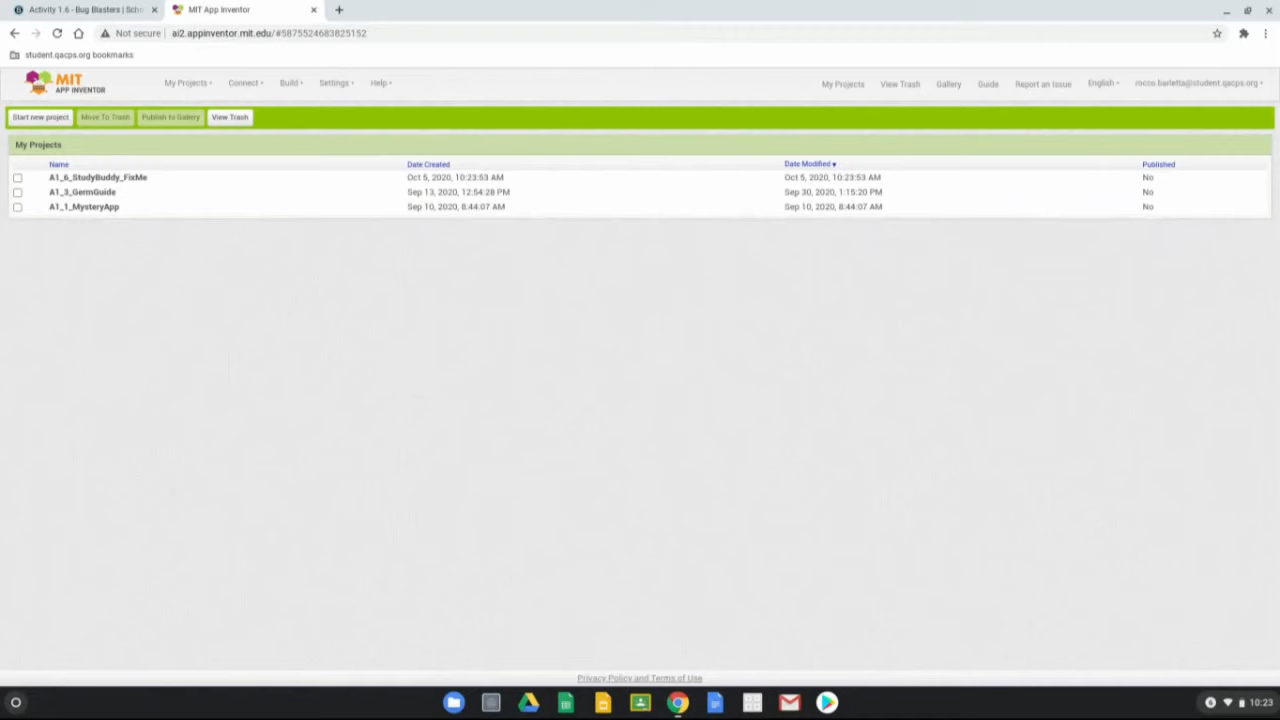 Activity 1.6 - Bug Blasters | Scho
MIT App Inventor
Not secure | ai2.appinventor.mit.edu/#5875524683825152
student.qacps.org bookmarks
MIT
APP INVENTOR
My Projects Connect Build Settings Help
My Projects View Trash Gallery Guide Report an Issue English rocco.barletta@student.qacps.org
Start new project Move To Trash Publish to Gallery View Trash
My Projects
Name Date Created Date Modified Published
A1_6_StudyBuddy_FixMe Oct 5, 2020, 10:23:53 AM Oct 5, 2020, 10:23:53 AM No
A1_3_GermGuide Sep 13, 2020, 12:54:28 PM Sep 30, 2020, 1:15:20 PM No
A1_1_MysteryApp Sep 10, 2020, 8:44:07 AM Sep 10, 2020, 8:44:07 AM No
Privacy Policy and Terms of Use
10:23